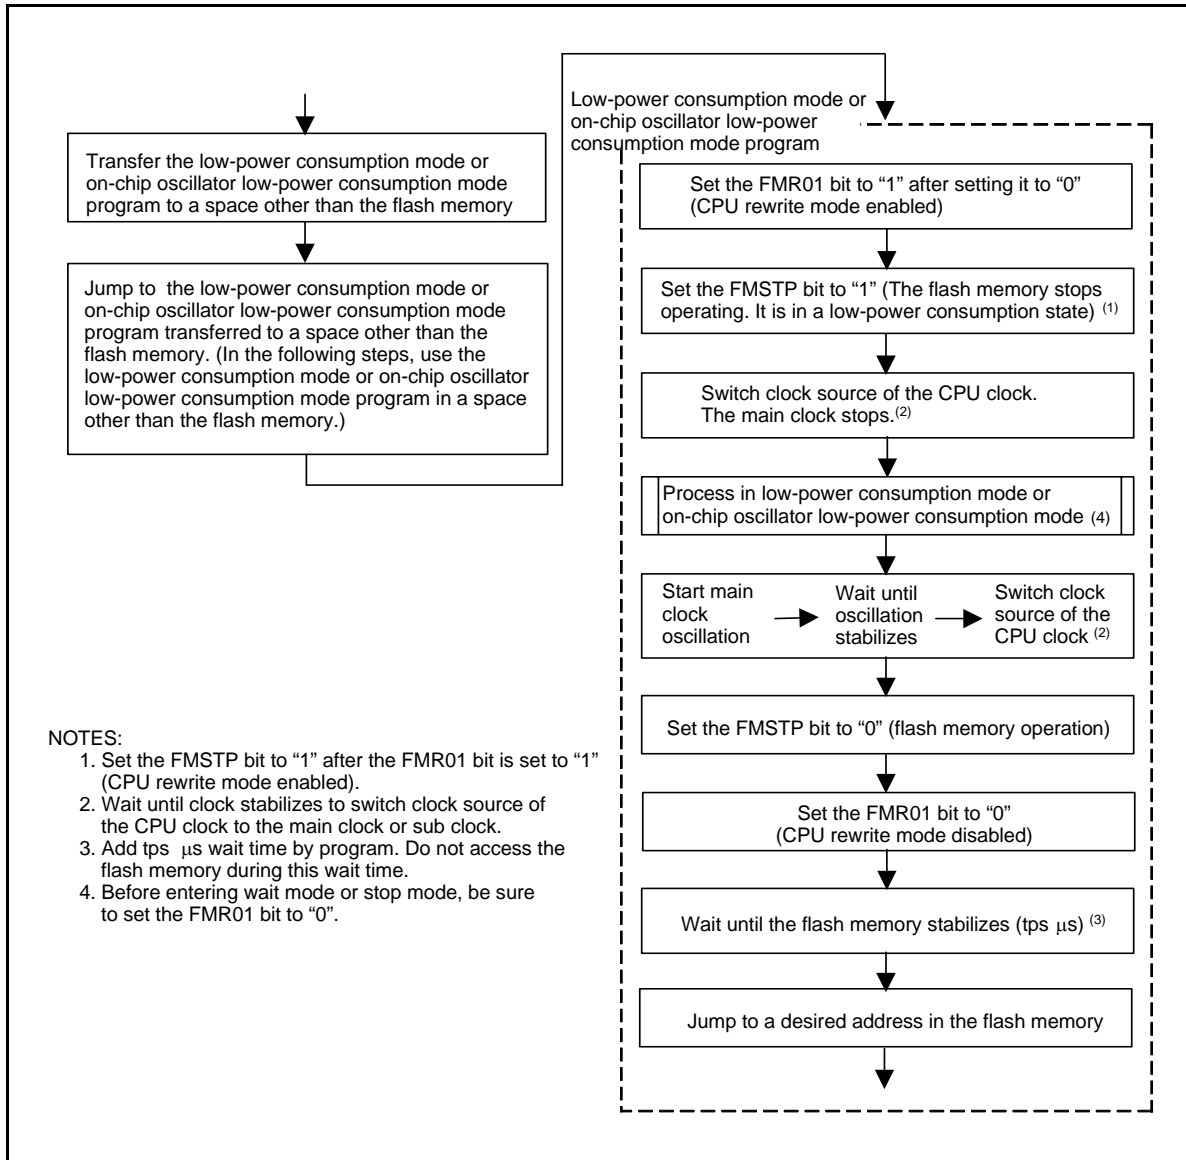 Transfer the low-power consumption mode or
on-chip oscillator low-power consumption mode
program to a space other than the flash memory
Jump to the low-power consumption mode or
on-chip oscillator low-power consumption mode
program transferred to a space other than the
flash memory. (In the following steps, use the
low-power consumption mode or on-chip oscillator
low-power consumption mode program in a space
other than the flash memory.)
Low-power consumption mode or
on-chip oscillator low-power
consumption mode program
Set the FMR01 bit to “1” after setting it to “0”
(CPU rewrite mode enabled)
Set the FMSTP bit to “1” (The flash memory stops
operating. It is in a low-power consumption state) (1)
Switch clock source of the CPU clock.
The main clock stops.(2)
Process in low-power consumption mode or
on-chip oscillator low-power consumption mode (4)
Start main
clock
oscillation
Wait until
oscillation
stabilizes
Switch clock
source of the
CPU clock (2)
Set the FMSTP bit to “0” (flash memory operation)
Set the FMR01 bit to “0”
(CPU rewrite mode disabled)
Wait until the flash memory stabilizes (tps μs) (3)
Jump to a desired address in the flash memory
NOTES:
1. Set the FMSTP bit to “1” after the FMR01 bit is set to “1”
(CPU rewrite mode enabled).
2. Wait until clock stabilizes to switch clock source of
the CPU clock to the main clock or sub clock.
3. Add tps μs wait time by program. Do not access the
flash memory during this wait time.
4. Before entering wait mode or stop mode, be sure
to set the FMR01 bit to “0”.